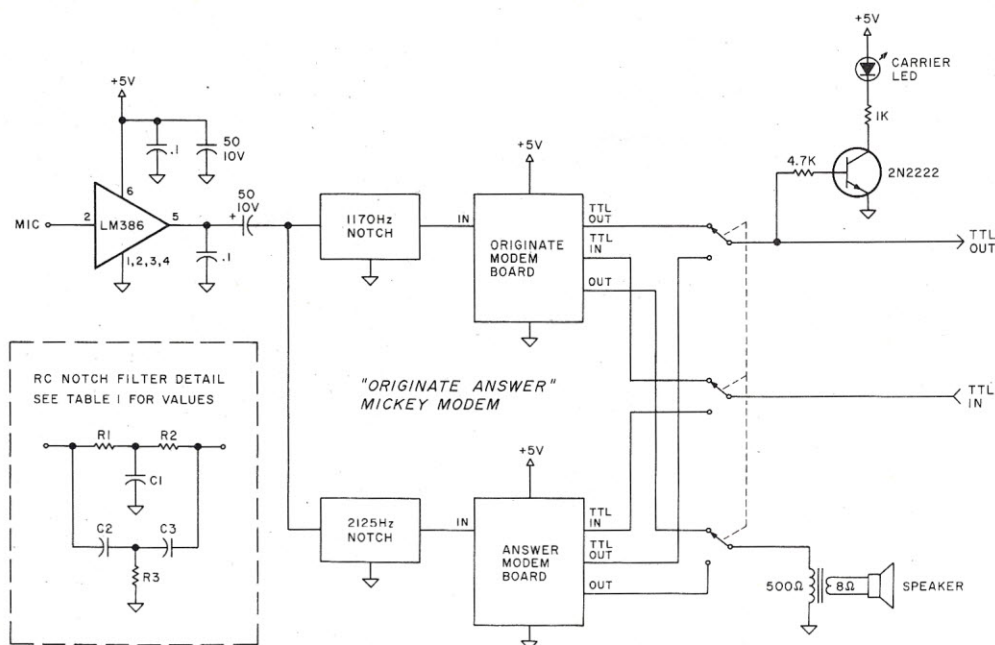 +5V
CARRIER
LED
1K
4.7K
2N2222
+5V
.1
50
10V
6
MIC
2
LM386
5
1,2,3,4
50
+ 10V
.1
1170Hz
NOTCH
+5V
IN
ORIGINATE
MODEM
BOARD
TTL
OUT
TTL
IN
OUT
TTL
OUT
RC NOTCH FILTER DETAIL
SEE TABLE 1 FOR VALUES
R1
R2
C1
C2
C3
R3
"ORIGINATE ANSWER"
MICKEY MODEM
TTL
IN
2125Hz
NOTCH
+5V
IN
ANSWER
MODEM
BOARD
TTL
IN
TTL
OUT
OUT
500Ω
8Ω
SPEAKER